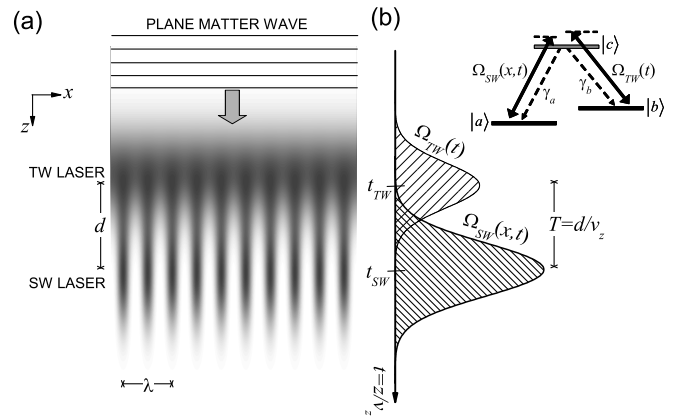 (a)
PLANE MATTER WAVE
x
z
TW LASER
d
SW LASER
λ
(b)
|c⟩
Ω_SW(x,t)
Ω_TW(t)
γ_a
γ_b
|a⟩
|b⟩
Ω_TW(t)
t_TW
Ω_SW(x,t)
T=d/v_z
t_SW
t=z/v_z